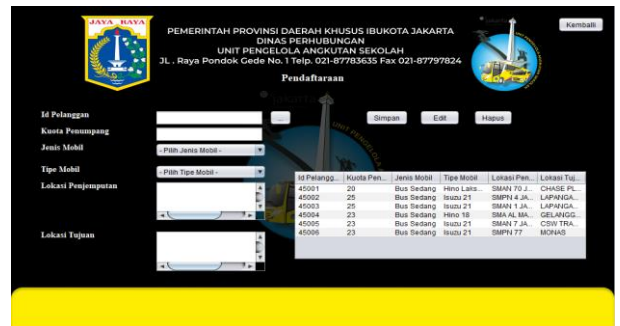 JAYA RAYA
PEMERINTAH PROVINSI DAERAH KHUSUS IBUKOTA JAKARTA
DINAS PERHUBUNGAN
UNIT PENGELOLA ANGKUTAN SEKOLAH
JL . Raya Pondok Gede No. 1 Telp. 021-87783635 Fax 021-87797824
Pendaftaraan
Kembali
Id Pelanggan
...
Simpan
Edit
Hapus
Kuota Penumpang
Jenis Mobil
- Pilih Jenis Mobil -
Tipe Mobil
- Pilih Tipe Mobil -
Lokasi Penjemputan
Lokasi Tujuan
Id Pelangg... Kuota Pen... Jenis Mobil Tipe Mobil Lokasi Pen... Lokasi Tuj...
45001 20 Bus Sedang Hino Laks... SMAN 70 J... CHASE PL...
45002 25 Bus Sedang Isuzu 21 SMPN 4 JA... LAPANGA...
45003 25 Bus Sedang Isuzu 21 SMAN 1 JA... LAPANGA...
45004 23 Bus Sedang Hino 18 SMA AL MA... GELANGG...
45005 23 Bus Sedang Isuzu 21 SMAN 7 JA... CSW TRA...
45006 23 Bus Sedang Isuzu 21 SMPN 77 MONAS